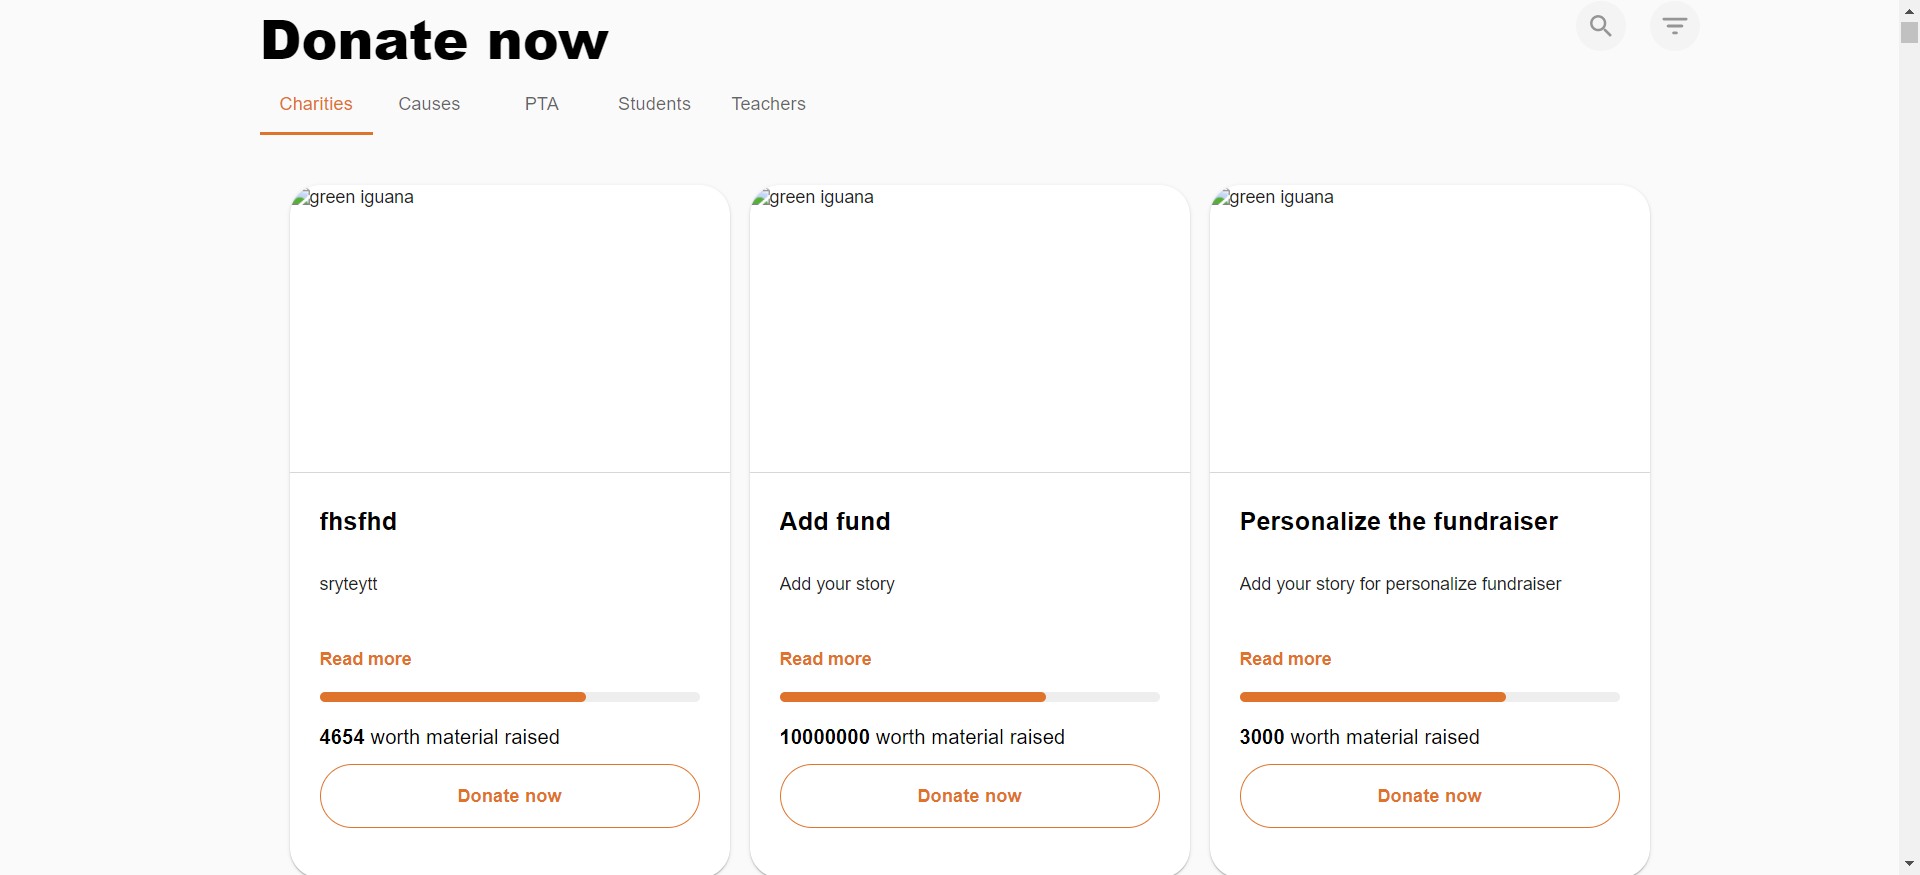 Donate now
Charities Causes PTA Students Teachers
green iguana green iguana green iguana
fhsfhd
sryteytt
Read more
4654 worth material raised
Donate now
Add fund
Add your story
Read more
10000000 worth material raised
Donate now
Personalize the fundraiser
Add your story for personalize fundraiser
Read more
3000 worth material raised
Donate now